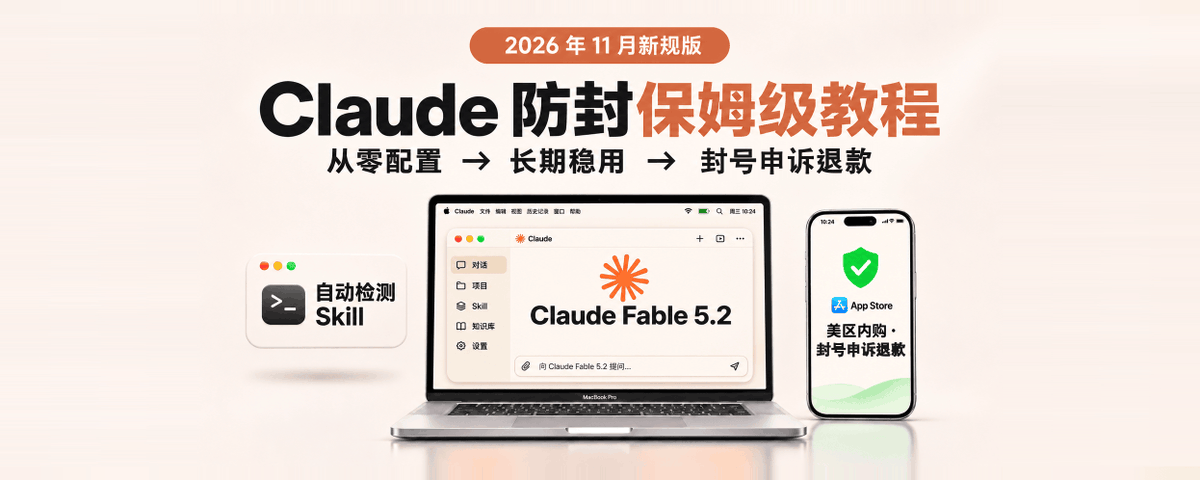 2026 年 11 月新规版
Claude 防封保姆级教程
从零配置 → 长期稳用 → 封号申诉退款
自动检测
Skill
Claude 文件 编辑 视图 历史记录 窗口 帮助
周三 10:24
Claude
对话
项目
Skill
知识库
设置
Claude Fable 5.2
向 Claude Fable 5.2 提问...
MacBook Pro
10:24
App Store
美区内购 ·
封号申诉退款